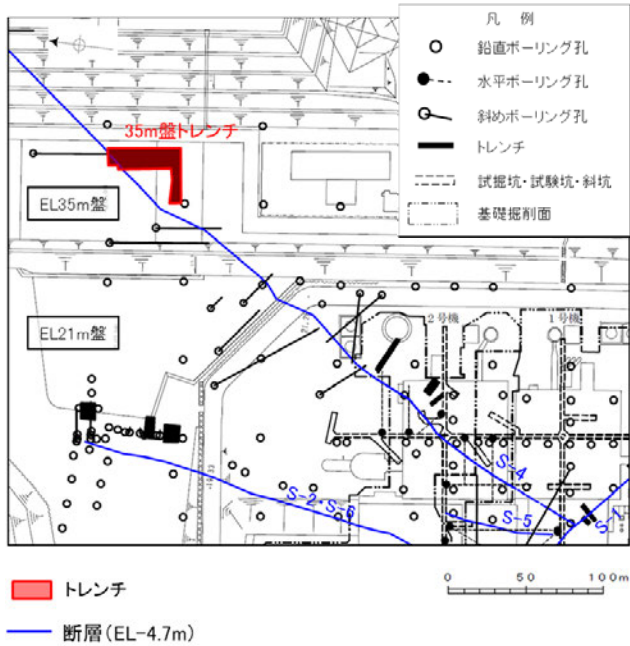 凡 例
鉛直ボーリング孔
水平ボーリング孔
斜めボーリング孔
トレンチ
試掘坑・試験坑・斜坑
基礎掘削面
35m盤トレンチ
EL35m盤
EL21m盤
2号機
1号機
S-4
S-2・S-6
S-5
S-1
トレンチ
0 50 100m
断層(EL-4.7m)